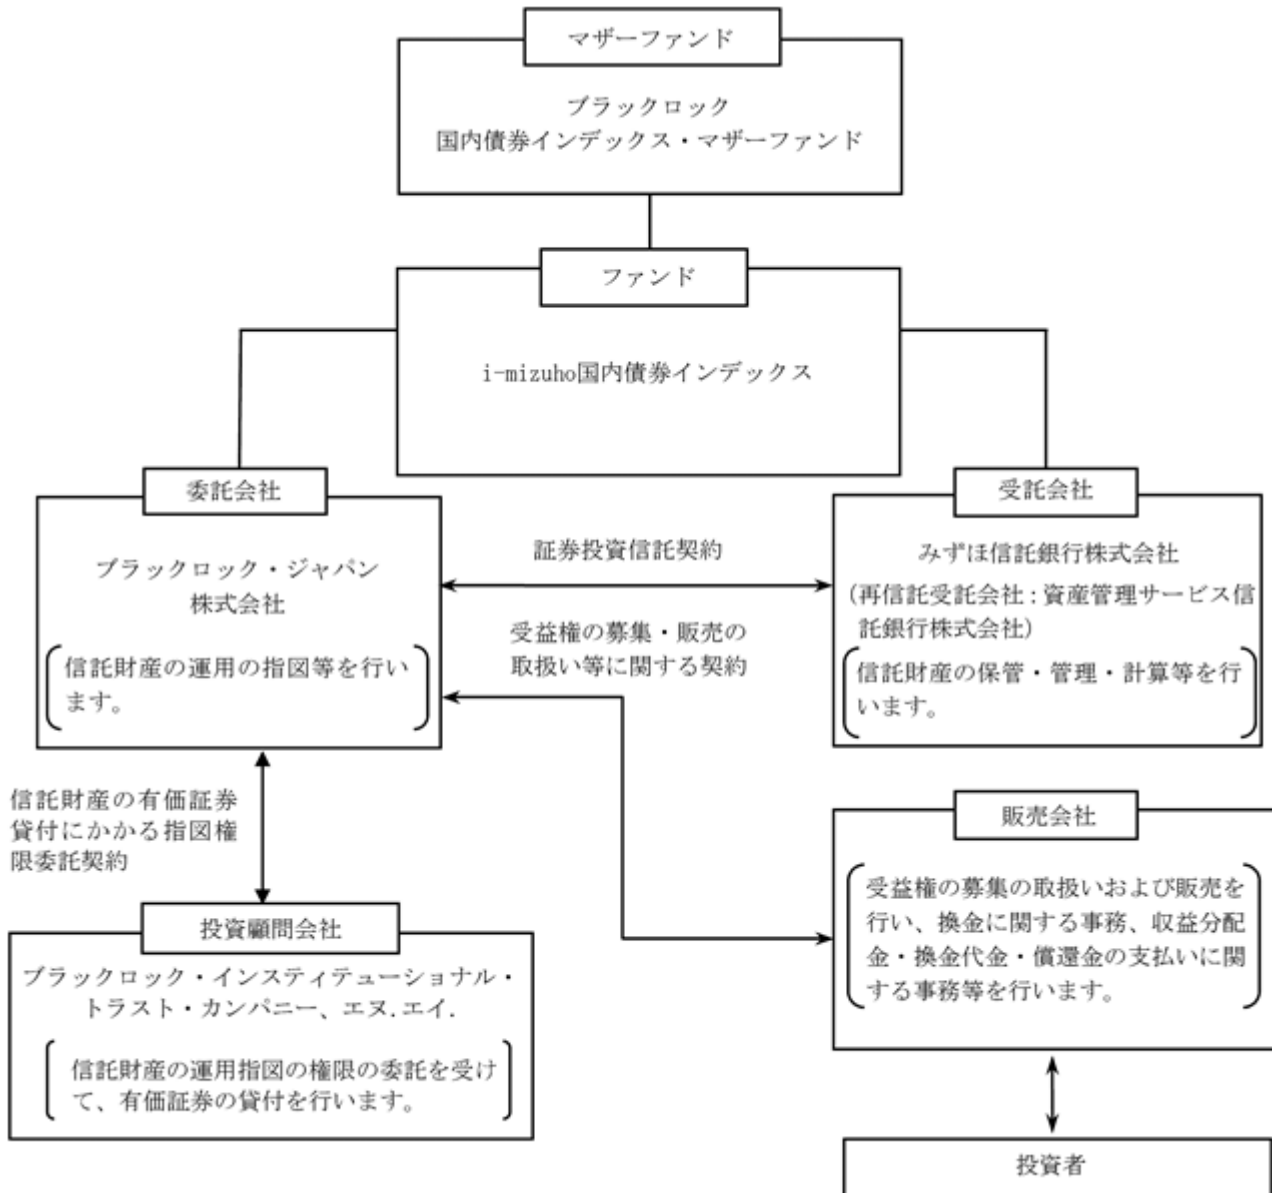 マザーファンド
ブラックロック
国内債券インデックス・マザーファンド
ファンド
i-mizuho国内債券インデックス
委託会社
ブラックロック・ジャパン
株式会社
信託財産の運用の指図等を行い
ます。
証券投資信託契約
受益権の募集・販売の
取扱い等に関する契約
受託会社
みずほ信託銀行株式会社
(再信託受託会社:資産管理サービス信
託銀行株式会社)
信託財産の保管・管理・計算等を行
います。
信託財産の有価証券
貸付にかかる指図権
限委託契約
投資顧問会社
ブラックロック・インスティテューショナル・
トラスト・カンパニー、エヌ.エイ.
信託財産の運用指図の権限の委託を受け
て、有価証券の貸付を行います。
販売会社
受益権の募集の取扱いおよび販売を
行い、換金に関する事務、収益分配
金・換金代金・償還金の支払いに関
する事務等を行います。
投資者